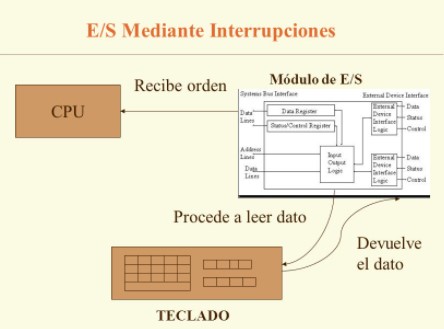 E/S Mediante Interrupciones
Recibe orden
Módulo de E/S
CPU
Systems Bus Interface
External Device Interface
Data Lines
Data Register
Status/Control Register
External Device Interface Logic
Data
Status
Control
Address Lines
Data Lines
Input Output Logic
External Device Interface Logic
Data
Status
Control
Procede a leer dato
Devuelve
el dato
TECLADO